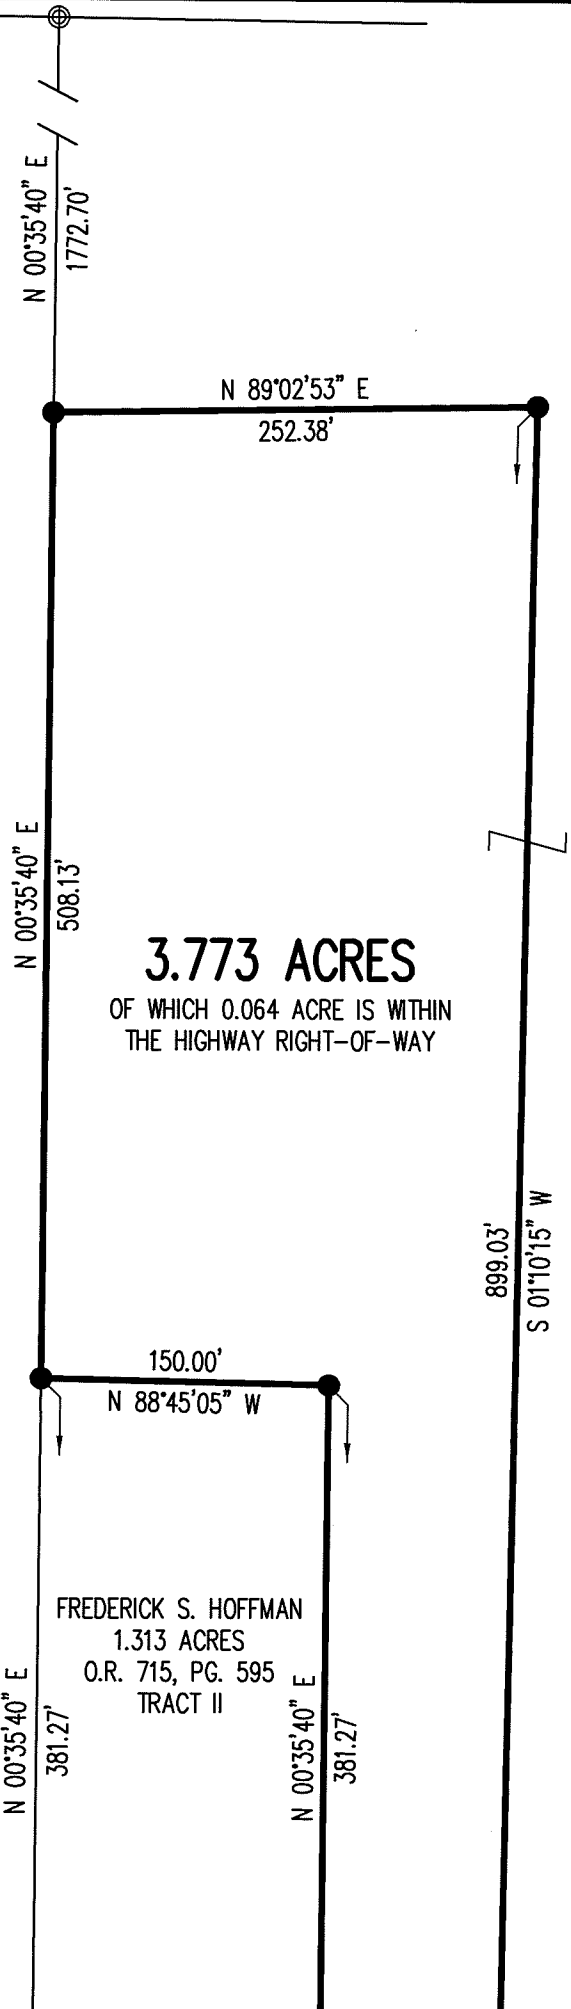 N 00°35'40" E
1772.70'
N 89°02'53" E
252.38'
N 00°35'40" E
508.13'
3.773 ACRES
OF WHICH 0.064 ACRE IS WITHIN
THE HIGHWAY RIGHT-OF-WAY
899.03'
S 01°10'15" W
150.00'
N 88°45'05" W
FREDERICK S. HOFFMAN
1.313 ACRES
O.R. 715, PG. 595
TRACT II
N 00°35'40" E
381.27'
N 00°35'40" E
381.27'